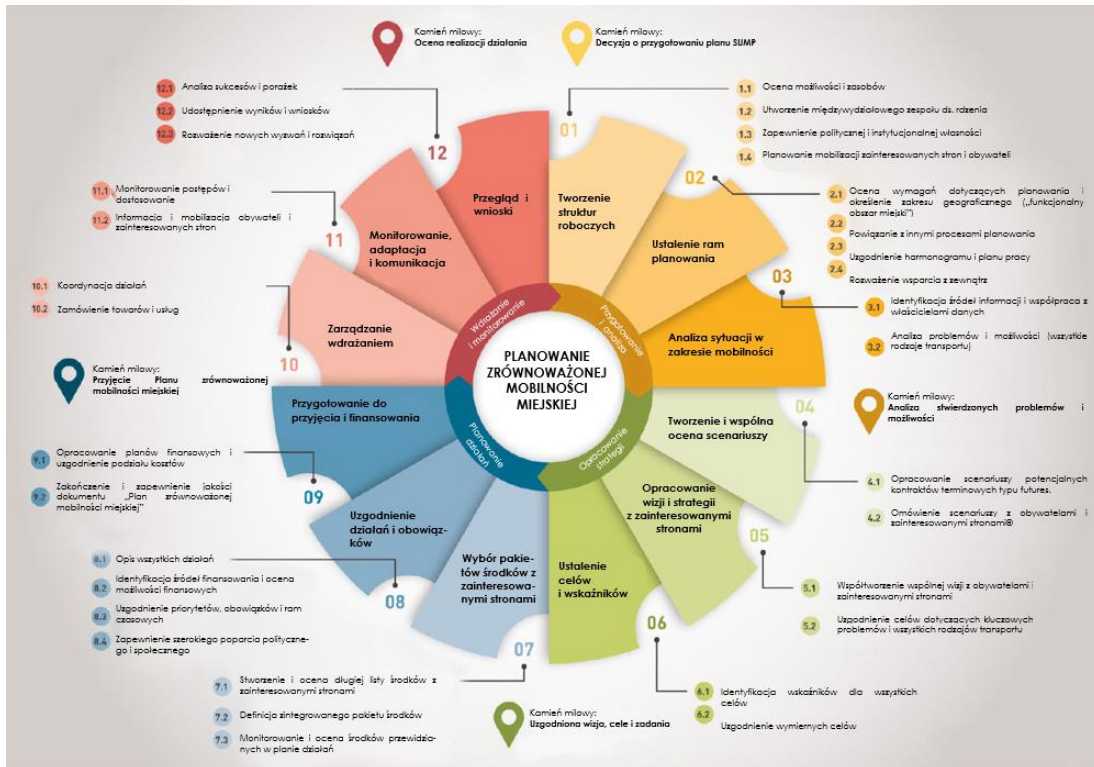 Kamień milowy:
Ocena realizacji działania
Kamień milowy:
Decyzja o przygotowaniu planu SUMP
12.1 Analiza sukcesów i porażek
12.2 Udostępnienie wyników i wniosków
12.3 Rozważenie nowych wyzwań i rozwiązań
12
Przegląd i
wnioski
01
Tworzenie
struktur
roboczych
1.1 Ocena możliwości i zasobów
1.2 Utworzenie międzywydziałowego zespołu ds. rdzenia
1.3 Zapewnienie politycznej i instytucjonalnej własności
1.4 Planowanie mobilizacji zainteresowanych stron i obywateli
11.1 Monitorowanie postępów i
dostosowanie
11.2 Informacja i mobilizacja obywateli i
zainteresowanych stron
11
Monitorowanie,
adaptacja
i komunikacja
02
Ustalenie ram
planowania
2.1 Ocena wymagań dotyczących planowania i
określenie zakresu geograficznego („funkcjonalny
obszar miejski")
2.2
Powiązanie z innymi procesami planowania
2.3
Uzgodnienie harmonogramu i planu pracy
2.4
Rozważenie wsparcia z zewnątrz
10.1 Koordynacja działań
10.2 Zamówienie towarów i usług
10
Zarządzanie
wdrażaniem
03
Analiza sytuacji w
zakresie mobilności
3.1 Identyfikacja źródeł informacji i współpraca z
właścicielami danych
3.2 Analiza problemów i możliwości (wszystkie
rodzaje transportu)
Wdrażanie
i monitorowanie
Przygotowanie
i analiza
PLANOWANIE
ZRÓWNOWAŻONEJ
MOBILNOŚCI
MIEJSKIEJ
Planowanie
działań
Opracowanie
strategii
Kamień milowy:
Przyjęcie Planu zrównoważonej
mobilności miejskiej
Kamień milowy:
Analiza stwierdzonych problemów i
możliwości
Przygotowanie do
przyjęcia i finansowania
09
9.1 Opracowanie planów finansowych i
uzgodnienie podziału kosztów
9.2 Zakończenie i zapewnienie jakości
dokumentu „Plan zrównoważonej
mobilności miejskiej"
04
Tworzenie i wspólna
ocena scenariuszy
4.1 Opracowanie scenariuszy potencjalnych
kontraktów terminowych typu futures.
4.2 Omówienie scenariuszy z obywatelami i
zainteresowanymi stronami®
Uzgodnienie
działań i obowiąz-
ków
08
8.1 Opis wszystkich działań
8.2 Identyfikacja źródeł finansowania i ocena
możliwości finansowych
8.3 Uzgodnienie priorytetów, obowiązków i ram
czasowych
8.4 Zapewnienie szerokiego poparcia polityczne-
go i społecznego
Opracowanie
wizji i strategii
z zainteresowanymi
stronami
05
5.1 Współtworzenie wspólnej wizji z obywatelami i
zainteresowanymi stronami
5.2 Uzgodnienie celów dotyczących kluczowych
problemów i wszystkich rodzajów transportu
Wybór pakie-
tów środków z
zainteresowa-
nymi stronami
07
7.1 Stworzenie i ocena długiej listy środków z
zainteresowanymi stronami
7.2 Definicja zintegrowanego pakietu środków
7.3 Monitorowanie i ocena środków przewidzia-
nych w planie działań
Ustalenie
celów
i wskaźników
06
6.1 Identyfikacja wskaźników dla wszystkich
celów
6.2
Uzgodnienie wymiernych celów
Kamień milowy:
Uzgodniona wizja, cele i zadania